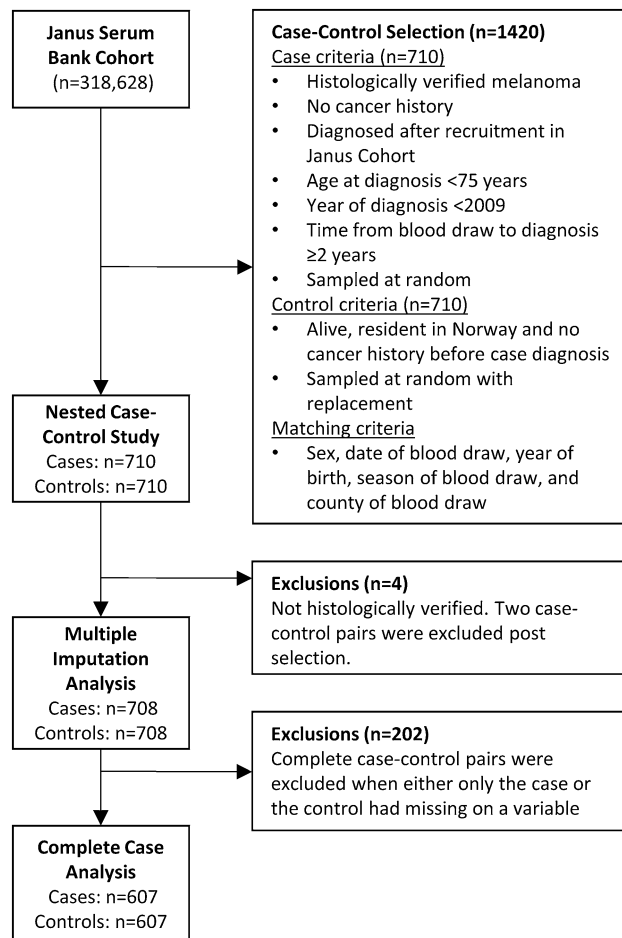 Janus Serum
Bank Cohort
(n=318,628)
Case-Control Selection (n=1420)
Case criteria (n=710)
• Histologically verified melanoma
• No cancer history
• Diagnosed after recruitment in
Janus Cohort
• Age at diagnosis <75 years
• Year of diagnosis <2009
• Time from blood draw to diagnosis
≥2 years
• Sampled at random
Control criteria (n=710)
• Alive, resident in Norway and no
cancer history before case diagnosis
• Sampled at random with
replacement
Matching criteria
• Sex, date of blood draw, year of
birth, season of blood draw, and
county of blood draw
Nested Case-
Control Study
Cases: n=710
Controls: n=710
Exclusions (n=4)
Not histologically verified. Two case-
control pairs were excluded post
selection.
Multiple
Imputation
Analysis
Cases: n=708
Controls: n=708
Exclusions (n=202)
Complete case-control pairs were
excluded when either only the case or
the control had missing on a variable
Complete Case
Analysis
Cases: n=607
Controls: n=607